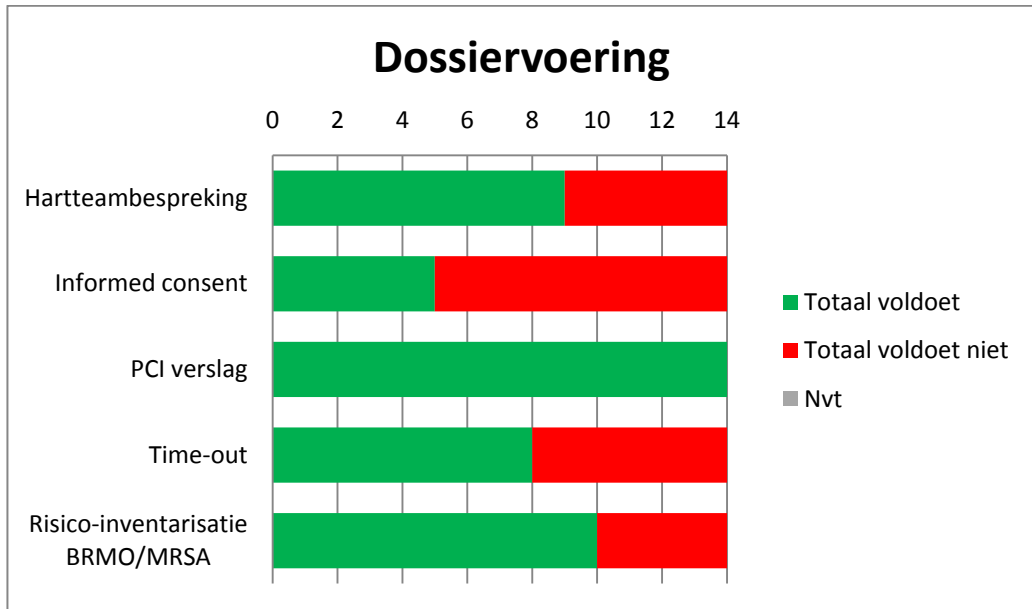 Dossiervoering
0 2 4 6 8 10 12 14
Hartteambespreking
Informed consent
PCI verslag
Time-out
Risico-inventarisatie
BRMO/MRSA
Totaal voldoet
Totaal voldoet niet
Nvt